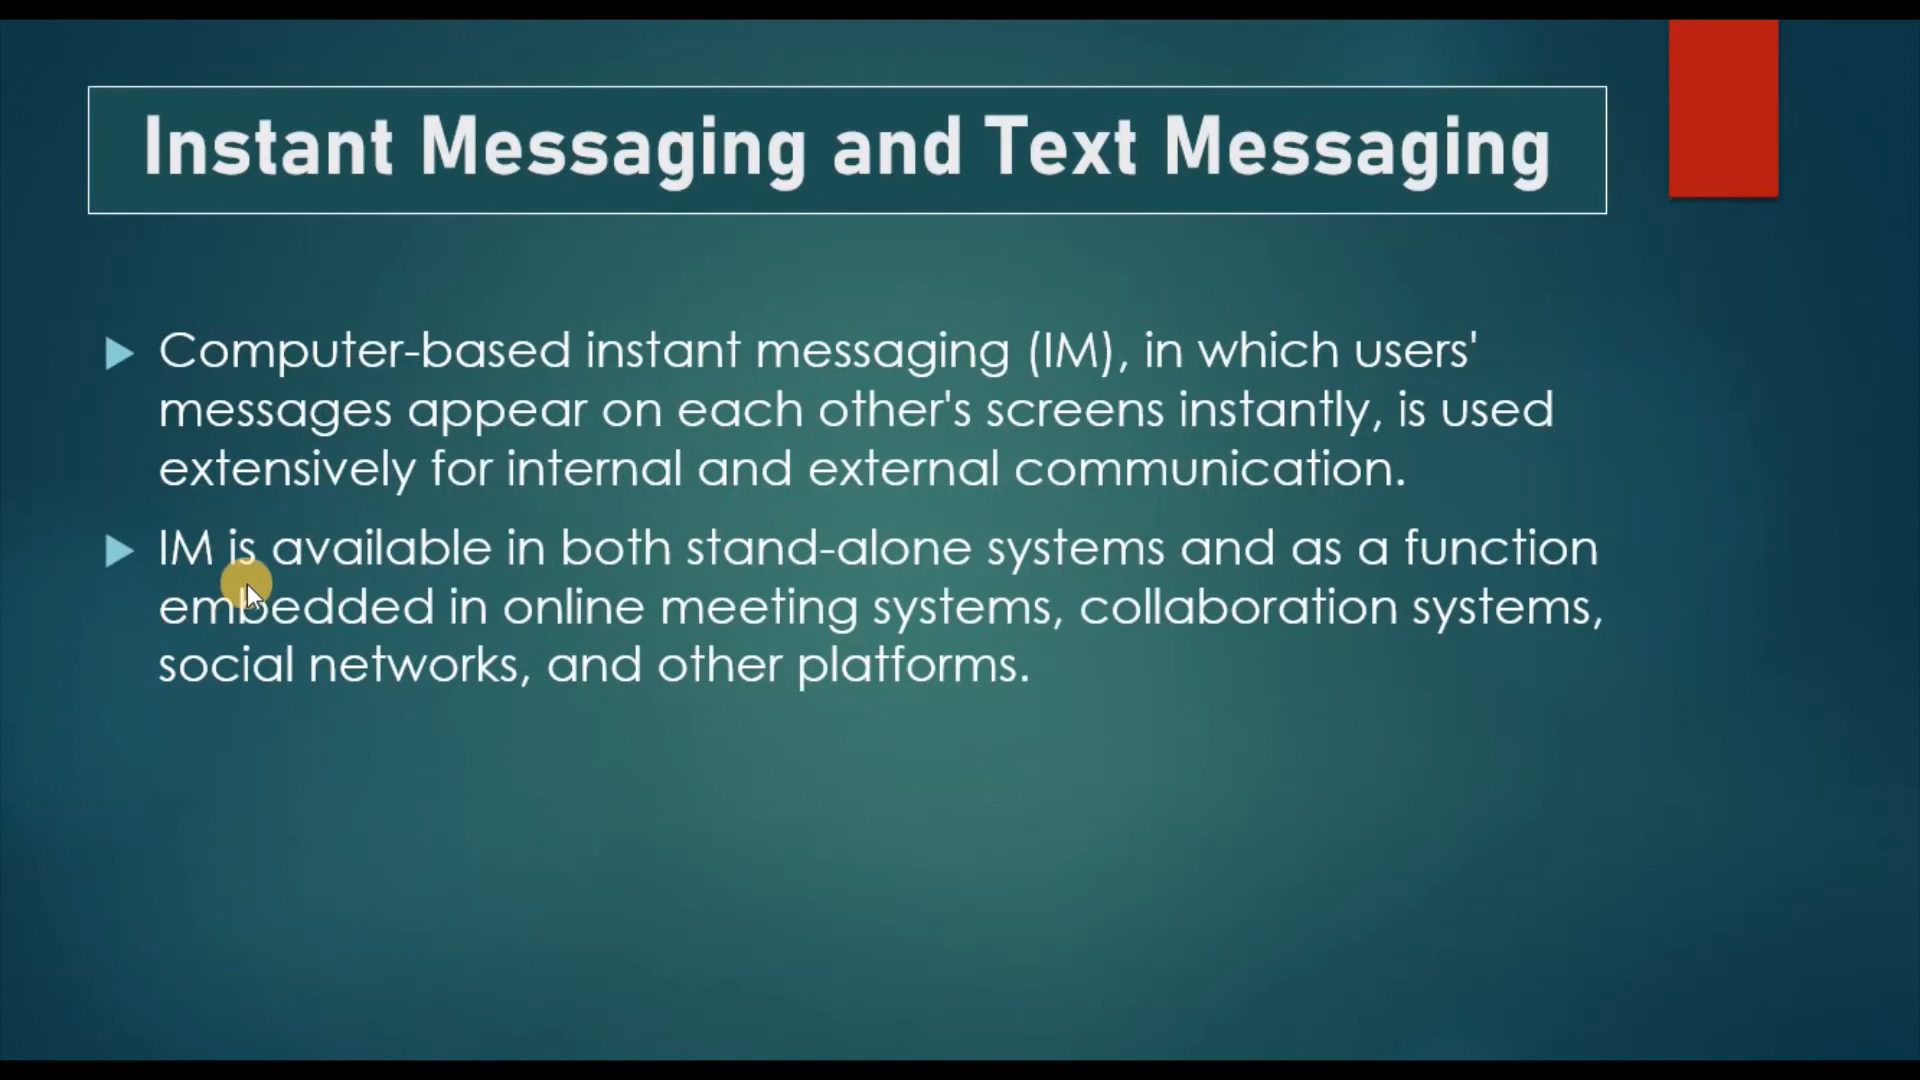 Instant Messaging and Text Messaging
Computer-based instant messaging (IM), in which users'
messages appear on each other's screens instantly, is used
extensively for internal and external communication.
IM is available in both stand-alone systems and as a function
embedded in online meeting systems, collaboration systems,
social networks, and other platforms.